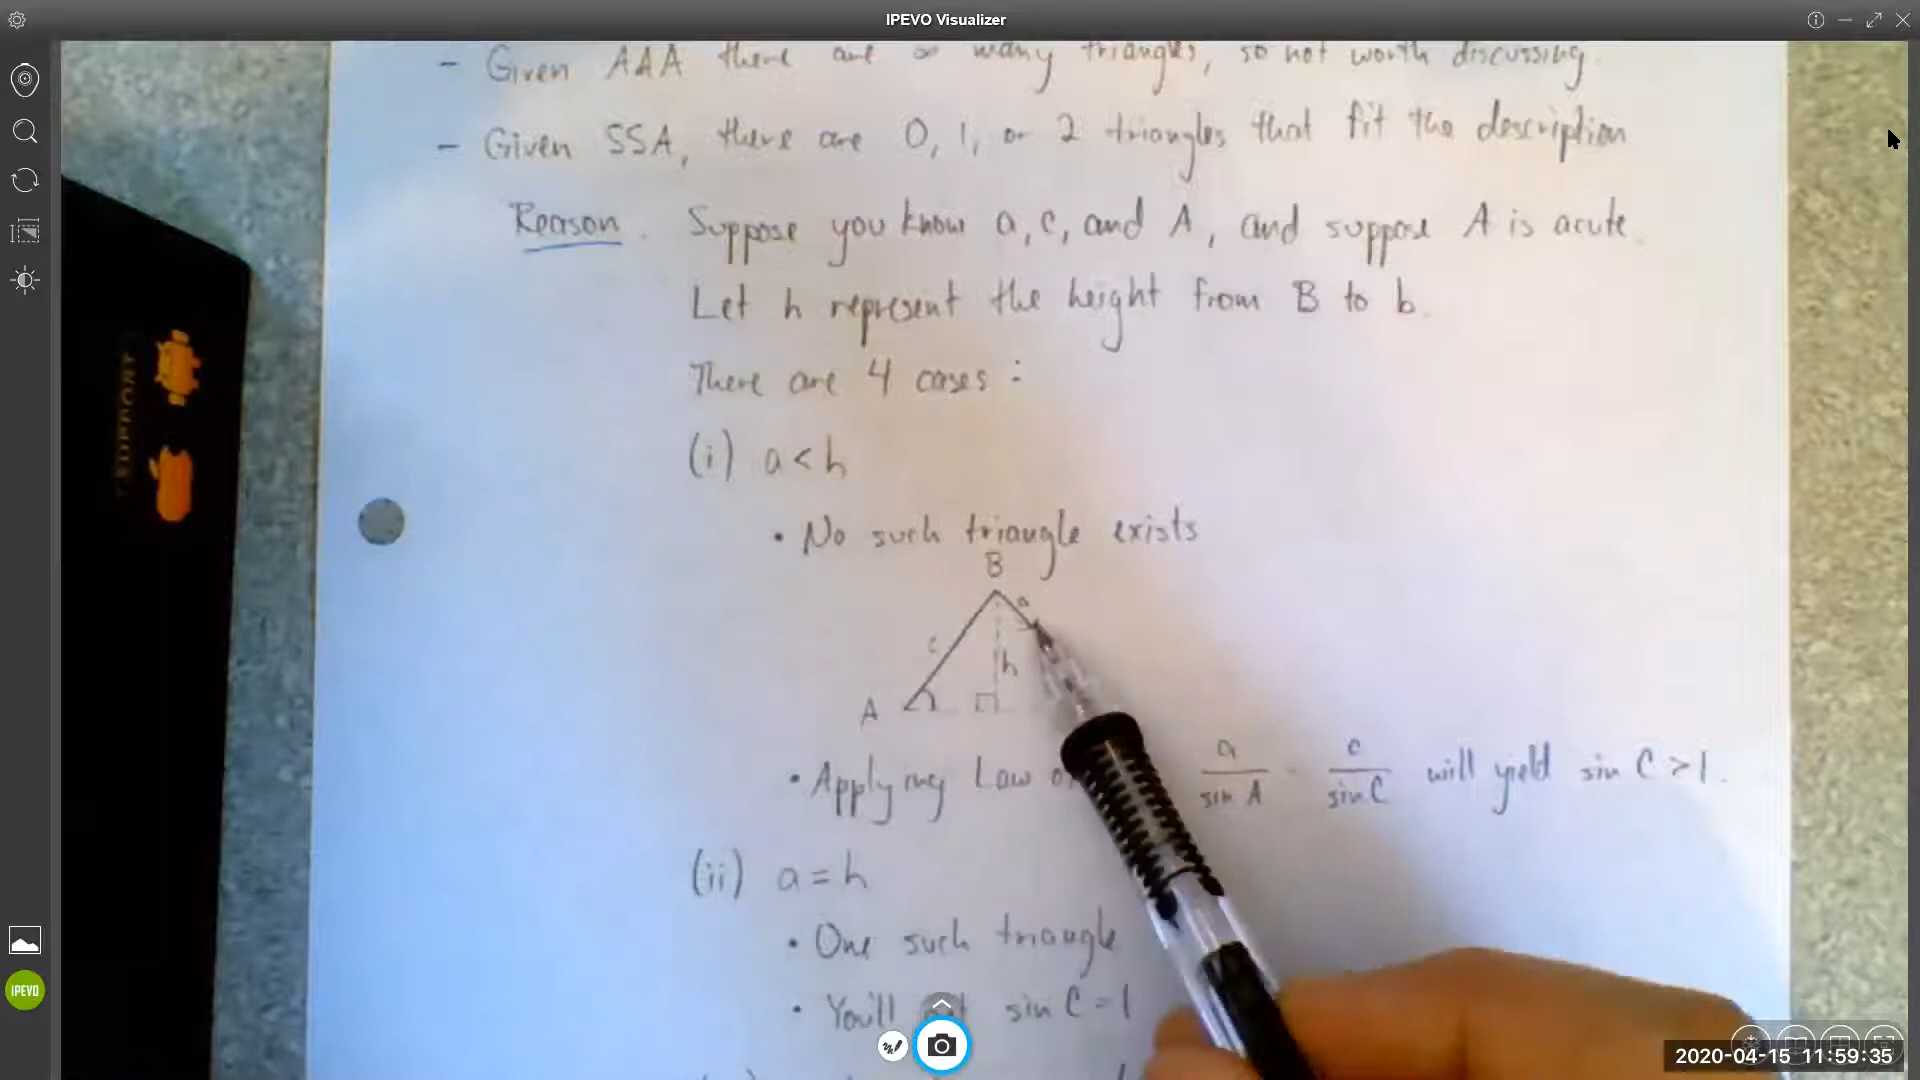 IPEVO Visualizer
- Given AAA there are ∞ many triangles, so not worth discussing.
- Given SSA, there are 0, 1, or 2 triangles that fit the description
Reason. Suppose you know a, c, and A, and suppose A is acute.
Let h represent the height from B to b.
There are 4 cases:
(i) a < h
• No such triangle exists
B
a
c
h
A
• Applying Law a/sin A = c/sin C will yield sin C > 1.
(ii) a = h
• One such triangle
• You'll sin C = 1
IPEVO
2020-04-15 11:59:35